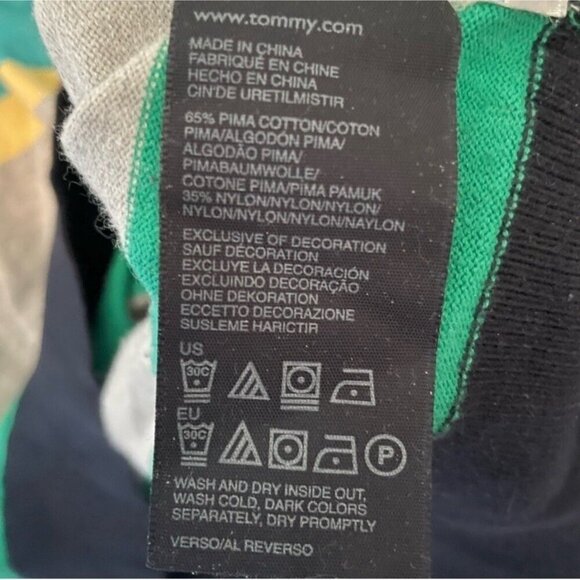 www.tommy.com
MADE IN CHINA
FABRIQUÉ EN CHINE
HECHO EN CHINA
CIN'DE URETILMISTIR
65% PIMA COTTON/COTON
PIMA/ALGODÓN PIMA/
ALGODÃO PIMA/
PIMABAUMWOLLE/
COTONE PIMA/PIMA PAMUK
35% NYLON/NYLON/NYLON/
NYLON/NYLON/NYLON/NAYLON
EXCLUSIVE OF DECORATION
SAUF DÉCORATION
EXCLUYE LA DECORACIÓN
EXCLUINDO DECORAÇÃO
OHNE DEKORATION
ECCETTO DECORAZIONE
SUSLEME HARICTIR
US
30C
EU
30C P
WASH AND DRY INSIDE OUT,
WASH COLD, DARK COLORS
SEPARATELY, DRY PROMPTLY
VERSO/AL REVERSO